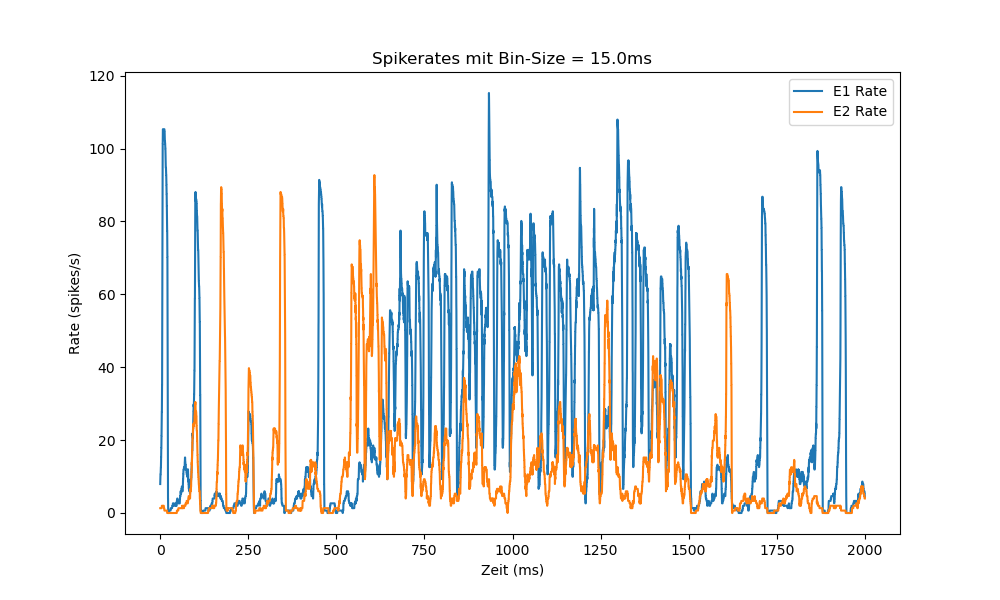 Spikerates mit Bin-Size = 15.0ms
E1 Rate
E2 Rate
Rate (spikes/s)
120
100
80
60
40
20
0
0 250 500 750 1000 1250 1500 1750 2000
Zeit (ms)